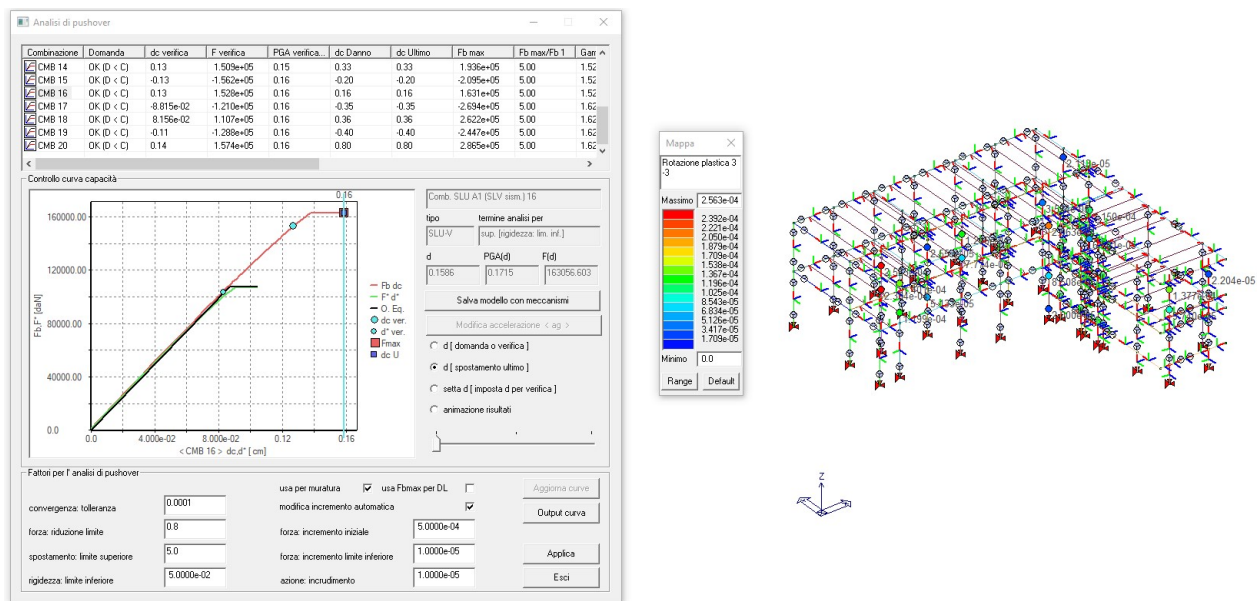 Analisi di pushover
Combinazione Domanda dc verifica F verifica PGA verifica... dc Danno dc Ultimo Fb max Fb max/Fb 1 Gam
CMB 14 OK (D < C) 0.13 1.509e+05 0.15 0.33 0.33 1.936e+05 5.00 1.52
CMB 15 OK (D < C) -0.13 -1.562e+05 0.16 -0.20 -0.20 -2.095e+05 5.00 1.52
CMB 16 OK (D < C) 0.13 1.528e+05 0.16 0.16 0.16 1.631e+05 5.00 1.52
CMB 17 OK (D < C) -8.815e-02 -1.210e+05 0.16 -0.35 -0.35 -2.694e+05 5.00 1.62
CMB 18 OK (D < C) 8.156e-02 1.107e+05 0.16 0.36 0.36 2.622e+05 5.00 1.62
CMB 19 OK (D < C) -0.11 -1.288e+05 0.16 -0.40 -0.40 -2.447e+05 5.00 1.62
CMB 20 OK (D < C) 0.14 1.574e+05 0.16 0.80 0.80 2.865e+05 5.00 1.62
Controllo curva capacità
0.16
160000.00
120000.00
80000.00
40000.00
0.0
Fb,F* [daN]
0.0 4.000e-02 8.000e-02 0.12 0.16
< CMB 16 > dc,d* [ cm]
Fb dc
F* d*
O. Eq.
dc ver.
d* ver.
Fmax
dc U
Comb. SLU A1 (SLV sism.) 16
tipo termine analisi per
SLU-V sup. [rigidezza: lim. inf.]
d PGA(d) F(d)
0.1586 0.1715 163056.603
Salva modello con meccanismi
Modifica accelerazione < ag >
d [ domanda o verifica ]
d [ spostamento ultimo ]
setta d [ imposta d per verifica ]
animazione risultati
Fattori per l' analisi di pushover
usa per muratura usa Fbmax per DL Aggiorna curve
convergenza: tolleranza 0.0001 modifica incremento automatica
Output curva
forza: riduzione limite 0.8 forza: incremento iniziale 5.0000e-04
spostamento: limite superiore 5.0 forza: incremento limite inferiore 1.0000e-05 Applica
rigidezza: limite inferiore 5.0000e-02 azione: incrudimento 1.0000e-05 Esci
Mappa
Rotazione plastica 3
-3
Massimo 2.563e-04
2.392e-04
2.221e-04
2.050e-04
1.879e-04
1.709e-04
1.538e-04
1.367e-04
1.196e-04
1.025e-04
8.543e-05
6.834e-05
5.126e-05
3.417e-05
1.709e-05
Minimo 0.0
Range Default
2.204e-05
Z